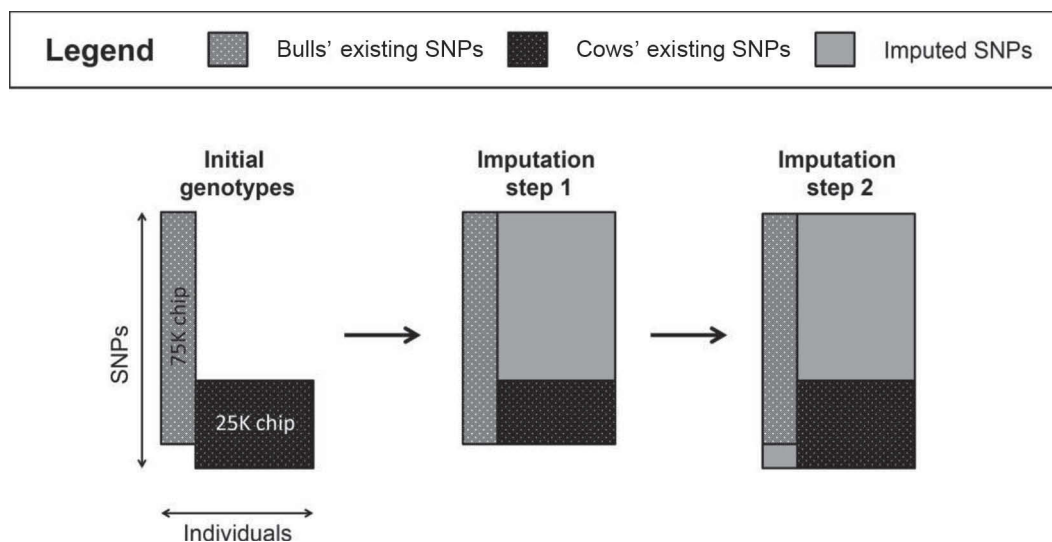 Legend
Bulls’ existing SNPs
Cows’ existing SNPs
Imputed SNPs
Initial
genotypes
Imputation
step 1
Imputation
step 2
SNPs
75K chip
25K chip
Individuals